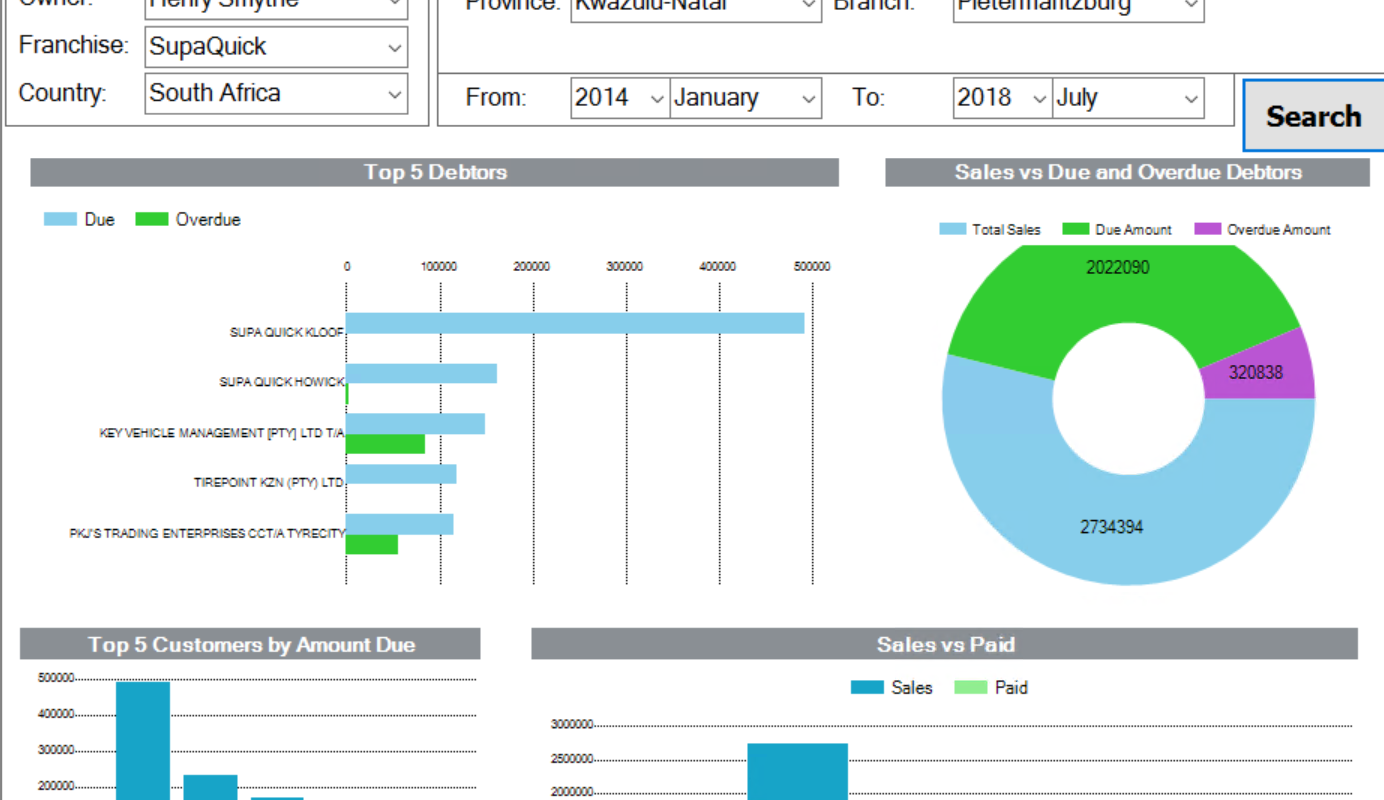 Owner: Henry Smythe Province: Kwazulu-Natal Branch: Pietermaritzburg
Franchise: SupaQuick
Country: South Africa
From: 2014 January To: 2018 July
Search
Top 5 Debtors
Due Overdue
0 100000 200000 300000 400000 500000
SUPA QUICK KLOOF
SUPA QUICK HOWICK
KEY VEHICLE MANAGEMENT [PTY] LTD T/A
TIREPOINT KZN (PTY) LTD
PKJ'S TRADING ENTERPRISES CCT/A TYRECITY
Sales vs Due and Overdue Debtors
Total Sales Due Amount Overdue Amount
2022090
320838
2734394
Top 5 Customers by Amount Due
500000
400000
300000
200000
Sales vs Paid
Sales Paid
3000000
2500000
2000000